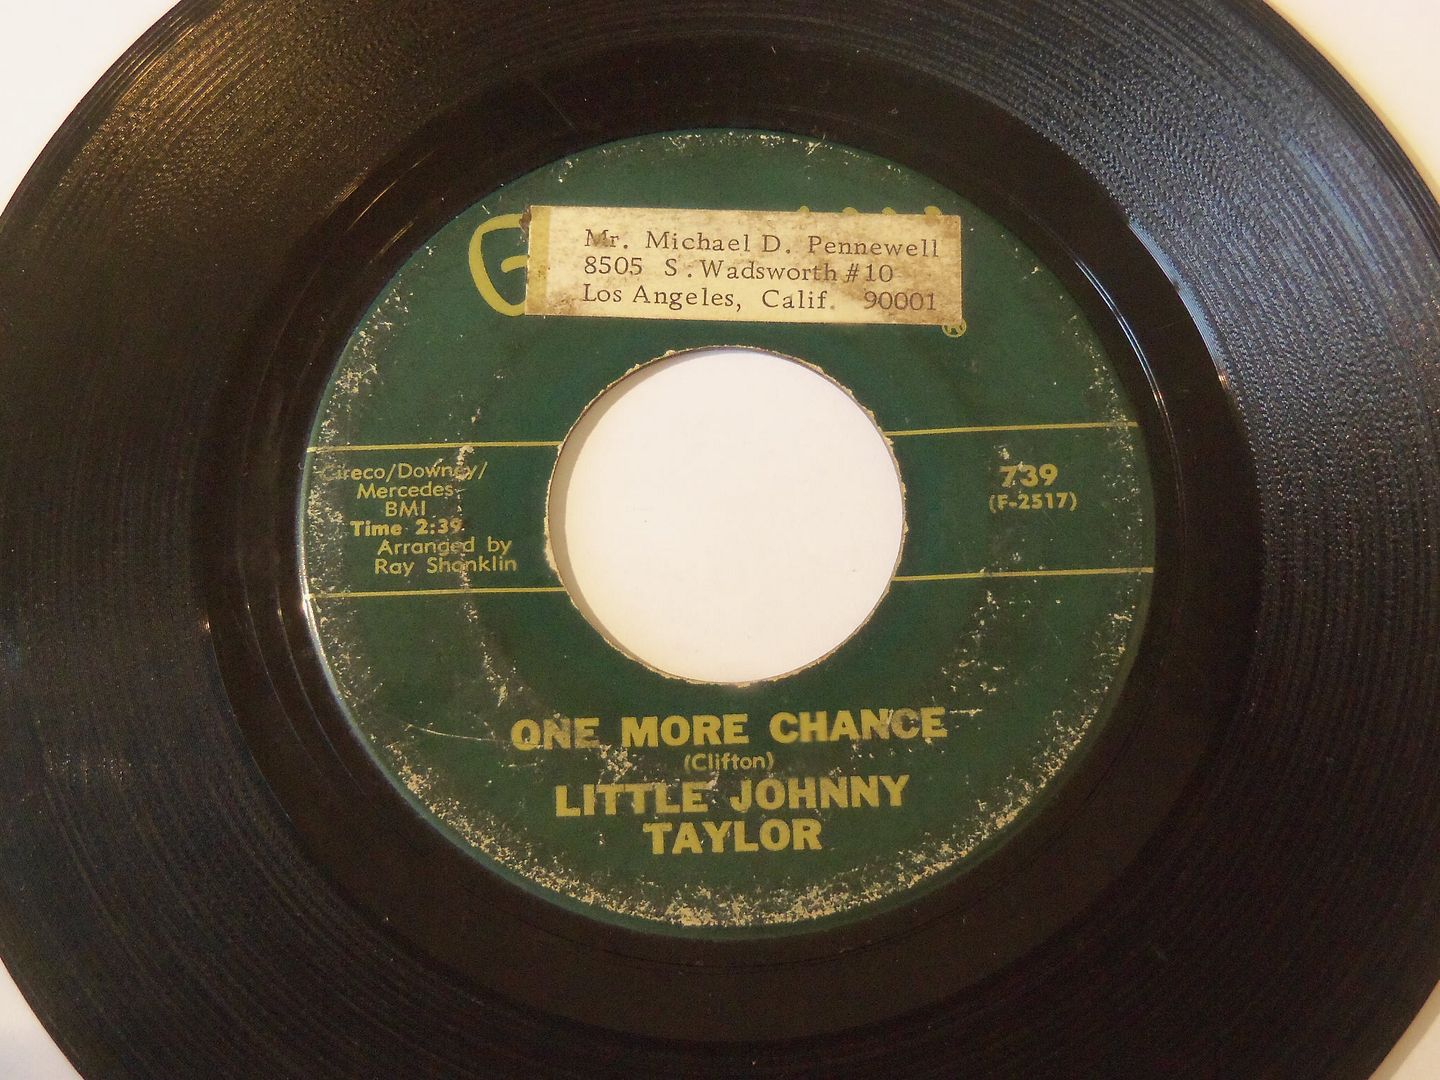 Mr. Michael D. Pennewell
8505 S. Wadsworth #10
Los Angeles, Calif. 90001
®
Cireco/Downey/
Mercedes
BMI
Time 2:39
Arranged by
Ray Shanklin
739
(F-2517)
ONE MORE CHANCE
(Clifton)
LITTLE JOHNNY
TAYLOR